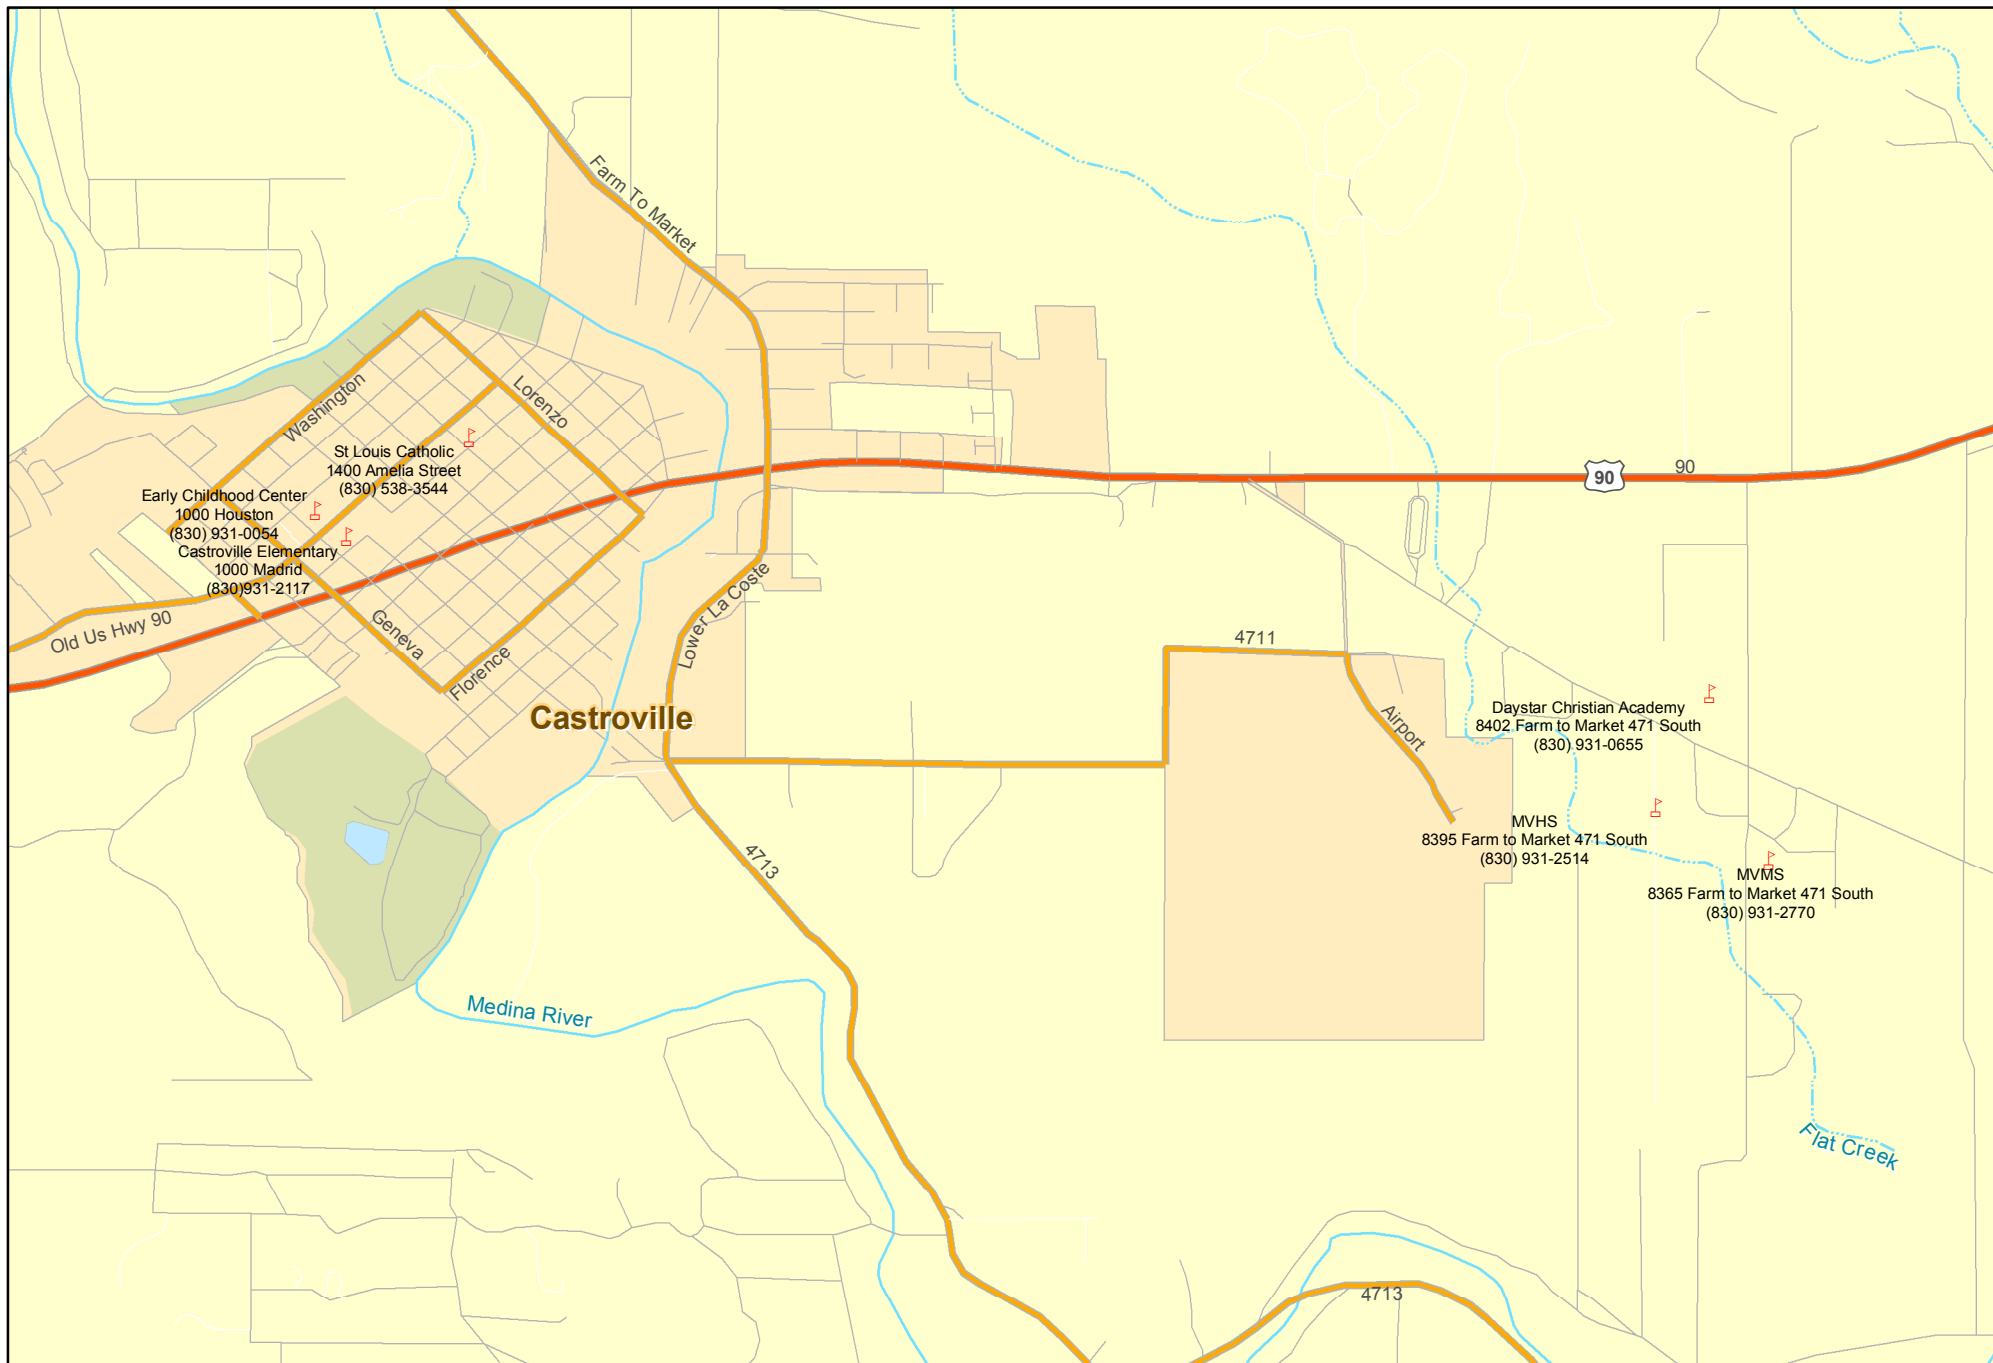 Farm To Market
Washington
Lorenzo
St Louis Catholic
1400 Amelia Street
(830) 538-3544
Early Childhood Center
1000 Houston
(830) 931-0054
Castroville Elementary
1000 Madrid
(830)931-2117
90
90
Old Us Hwy 90
Geneva
Florence
Lower La Coste
Castroville
4711
Airport
Daystar Christian Academy
8402 Farm to Market 471 South
(830) 931-0655
MVHS
8395 Farm to Market 471 South
(830) 931-2514
MVMS
8365 Farm to Market 471 South
(830) 931-2770
4713
Medina River
Flat Creek
4713